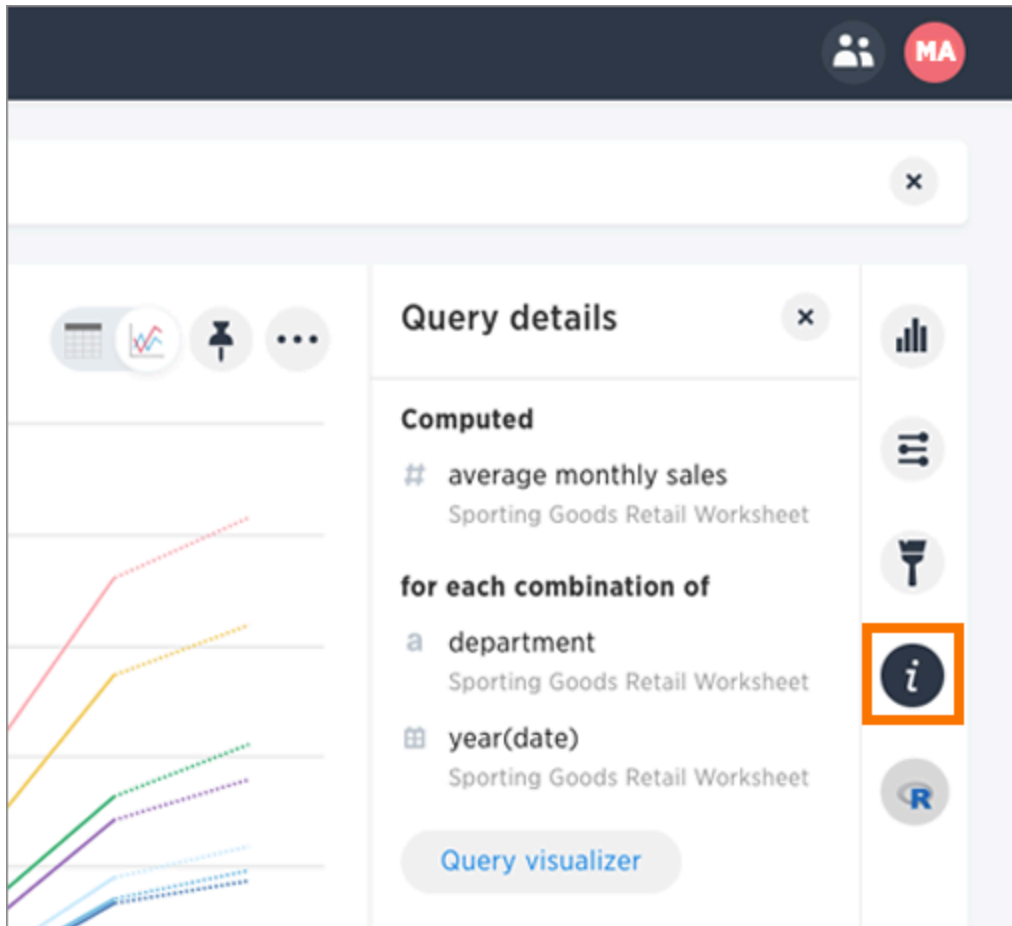 MA
Query details
Computed
# average monthly sales
Sporting Goods Retail Worksheet
for each combination of
a department
Sporting Goods Retail Worksheet
year(date)
Sporting Goods Retail Worksheet
i
R
Query visualizer